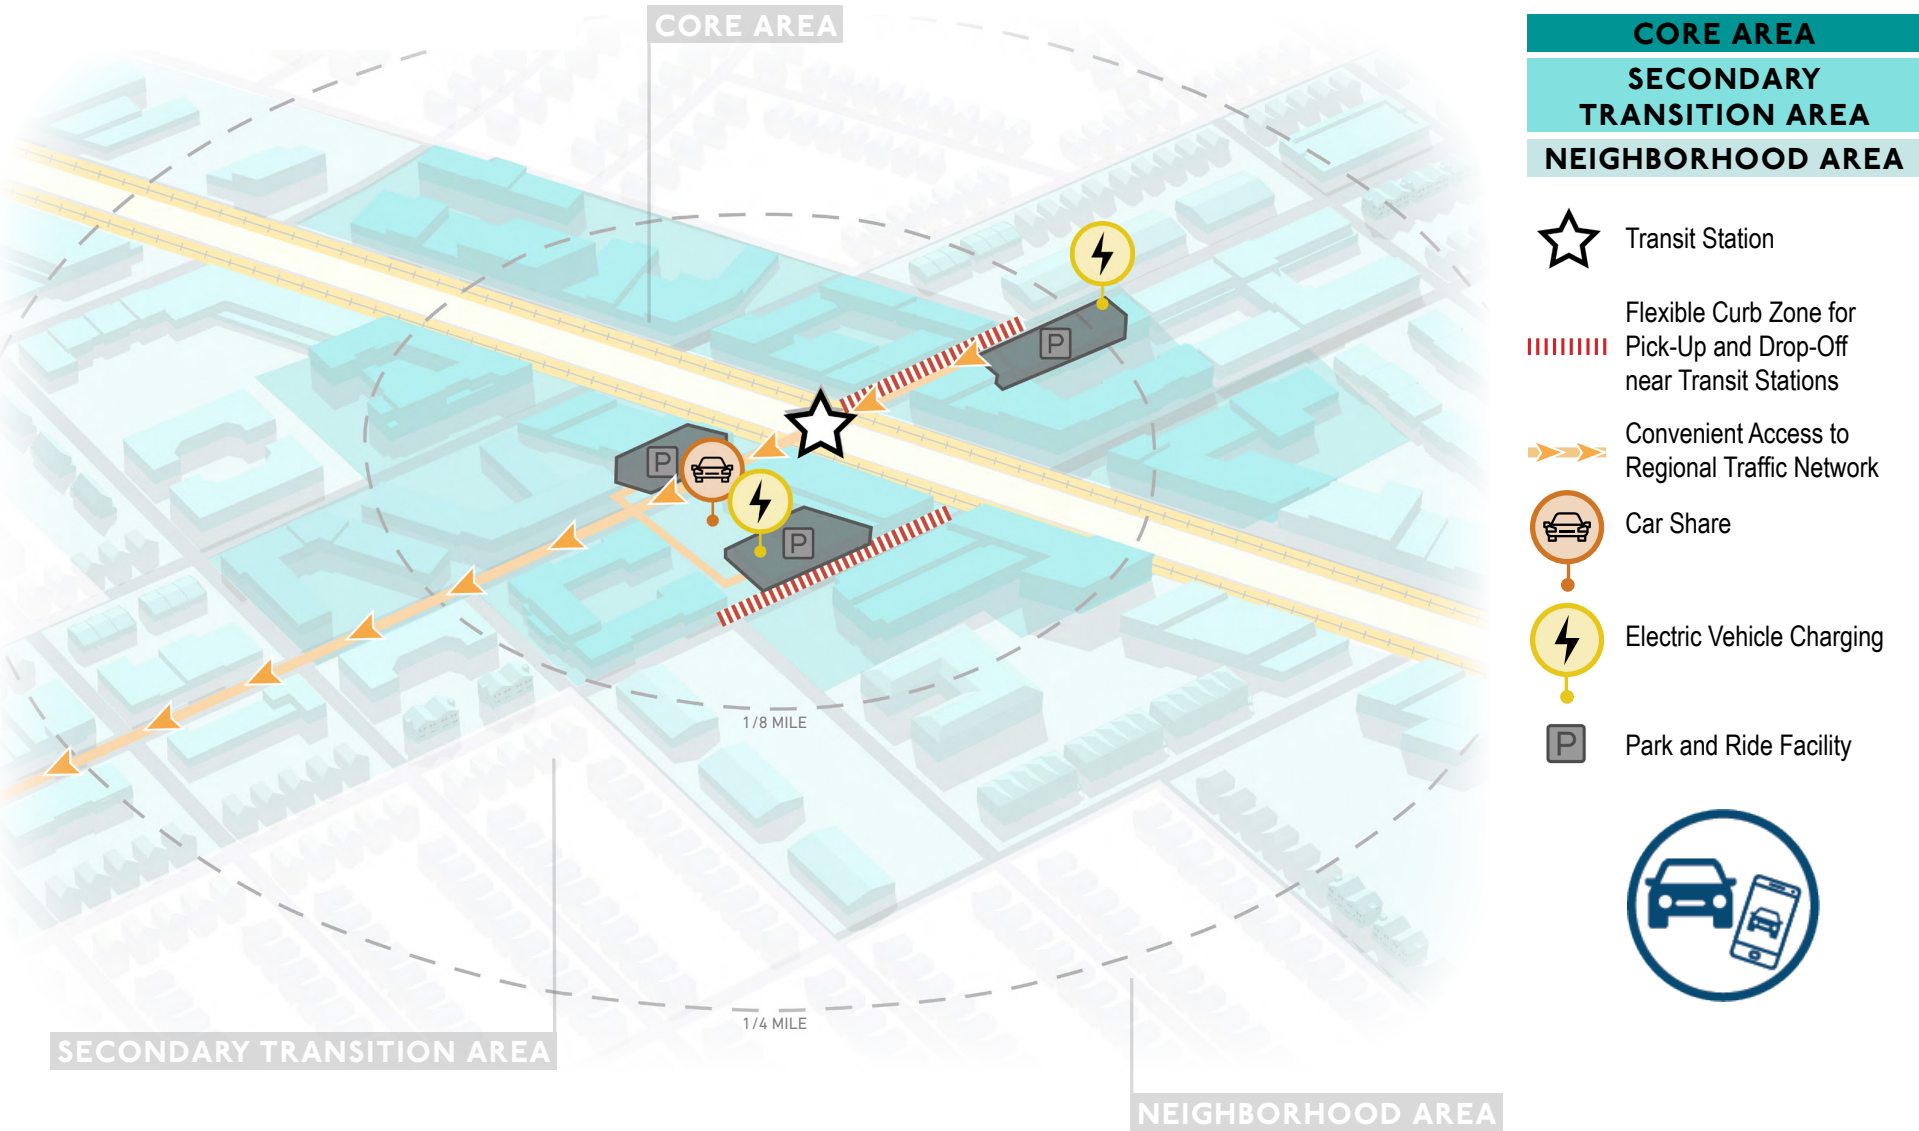 CORE AREA
P
P
P
1/8 MILE
1/4 MILE
SECONDARY TRANSITION AREA
NEIGHBORHOOD AREA
CORE AREA
SECONDARY
TRANSITION AREA
NEIGHBORHOOD AREA
Transit Station
Flexible Curb Zone for
Pick-Up and Drop-Off
near Transit Stations
Convenient Access to
Regional Traffic Network
Car Share
Electric Vehicle Charging
P
Park and Ride Facility